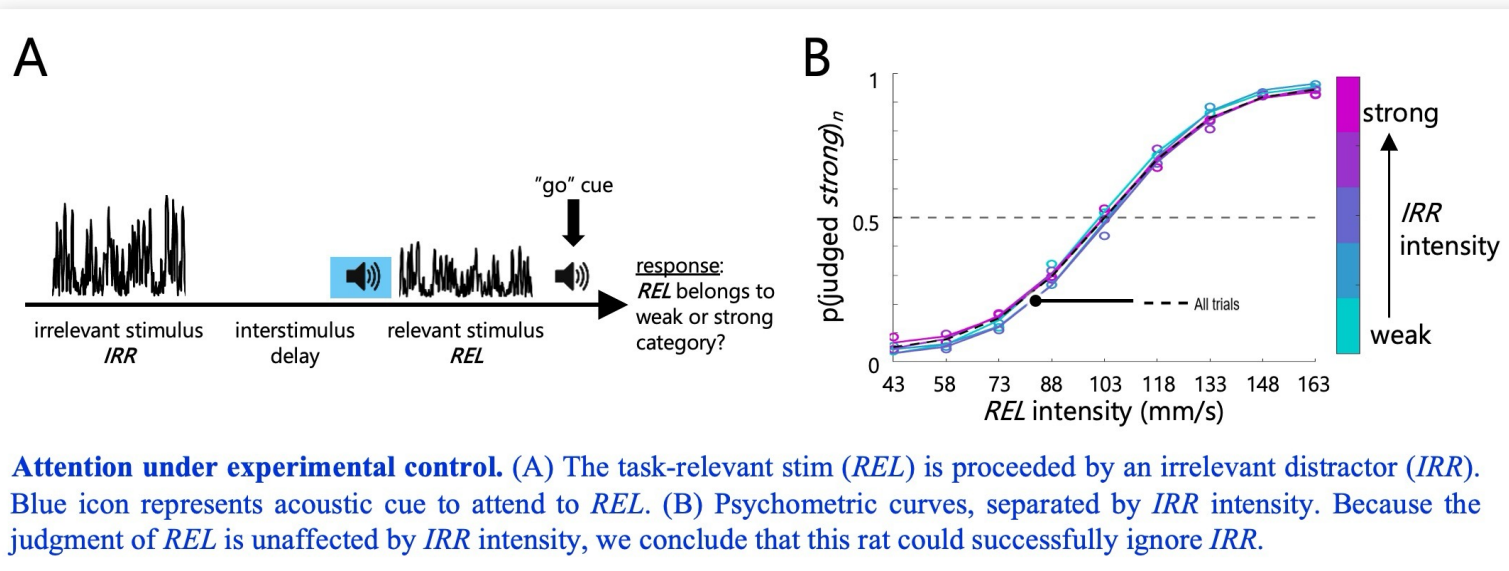 A
"go" cue
response:
REL belongs to
weak or strong
category?
irrelevant stimulus
IRR
interstimulus
delay
relevant stimulus
REL
B
p(judged strong)n
1
0.5
0
43 58 73 88 103 118 133 148 163
REL intensity (mm/s)
All trials
strong
IRR
intensity
weak
Attention under experimental control. (A) The task-relevant stim (REL) is proceeded by an irrelevant distractor (IRR).
Blue icon represents acoustic cue to attend to REL. (B) Psychometric curves, separated by IRR intensity. Because the
judgment of REL is unaffected by IRR intensity, we conclude that this rat could successfully ignore IRR.